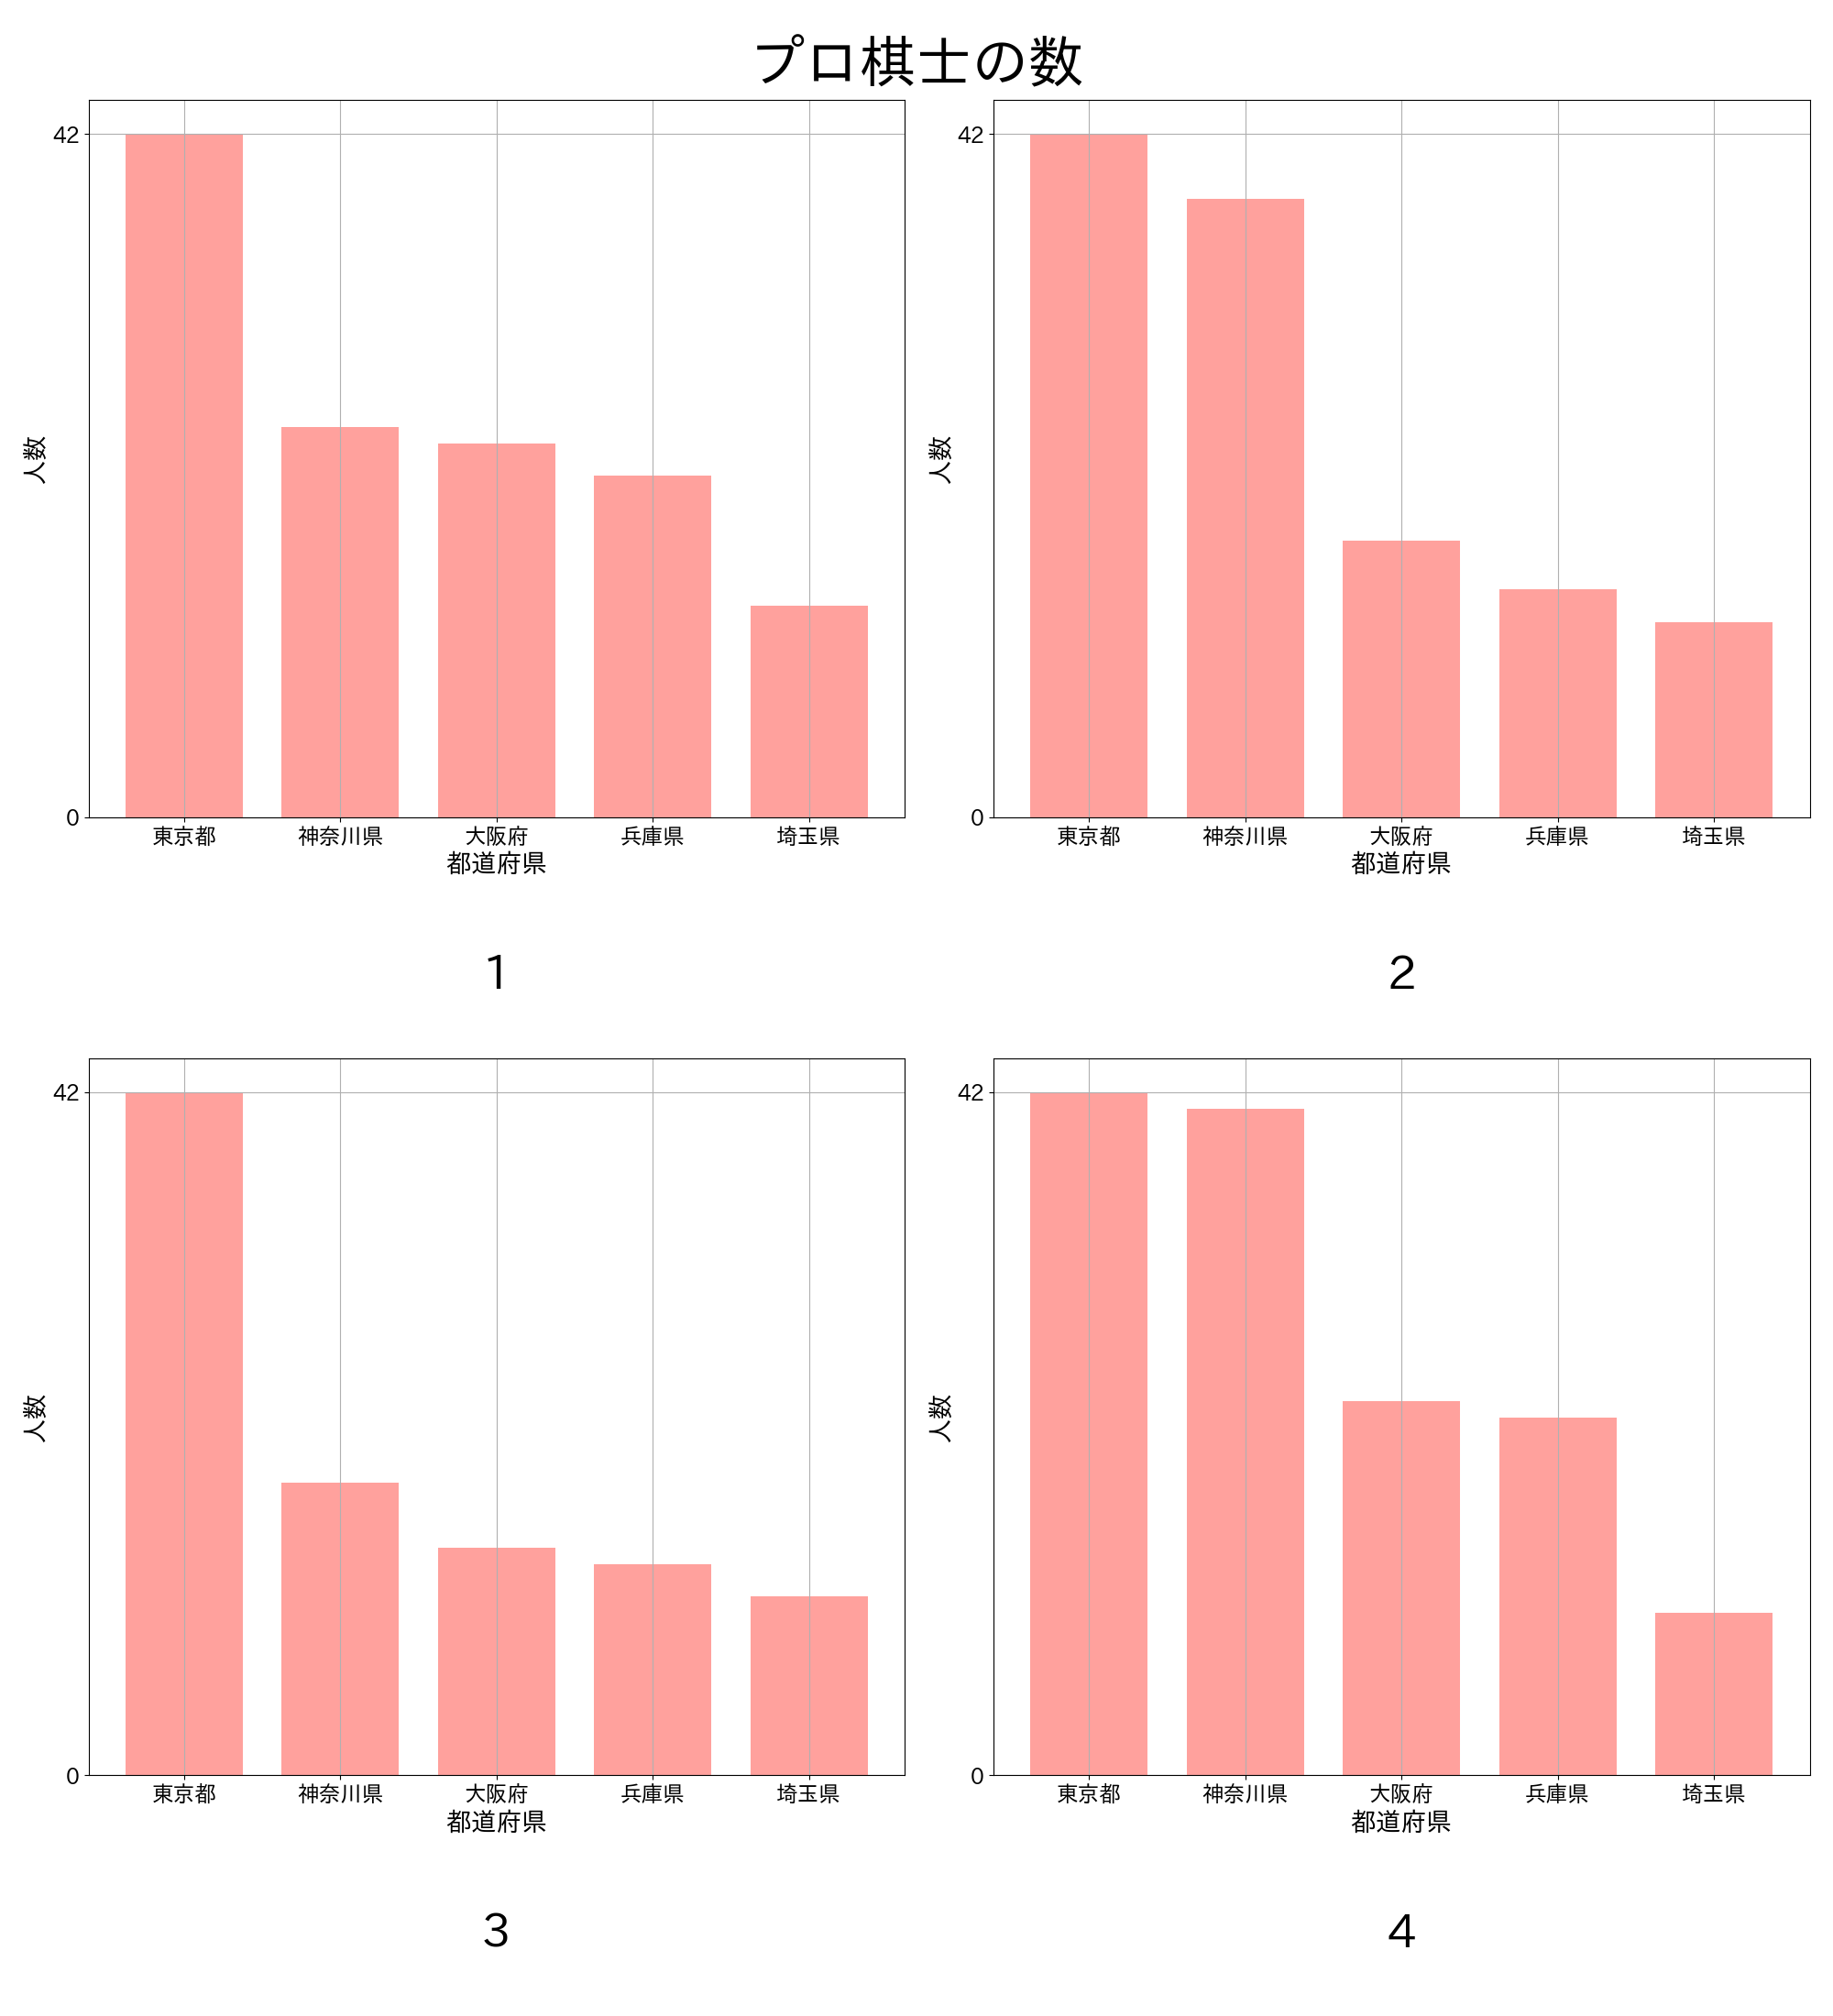 プロ棋士の数
42
0
人数
東京都 神奈川県 大阪府 兵庫県 埼玉県
都道府県
1
42
0
人数
東京都 神奈川県 大阪府 兵庫県 埼玉県
都道府県
2
42
0
人数
東京都 神奈川県 大阪府 兵庫県 埼玉県
都道府県
3
42
0
人数
東京都 神奈川県 大阪府 兵庫県 埼玉県
都道府県
4